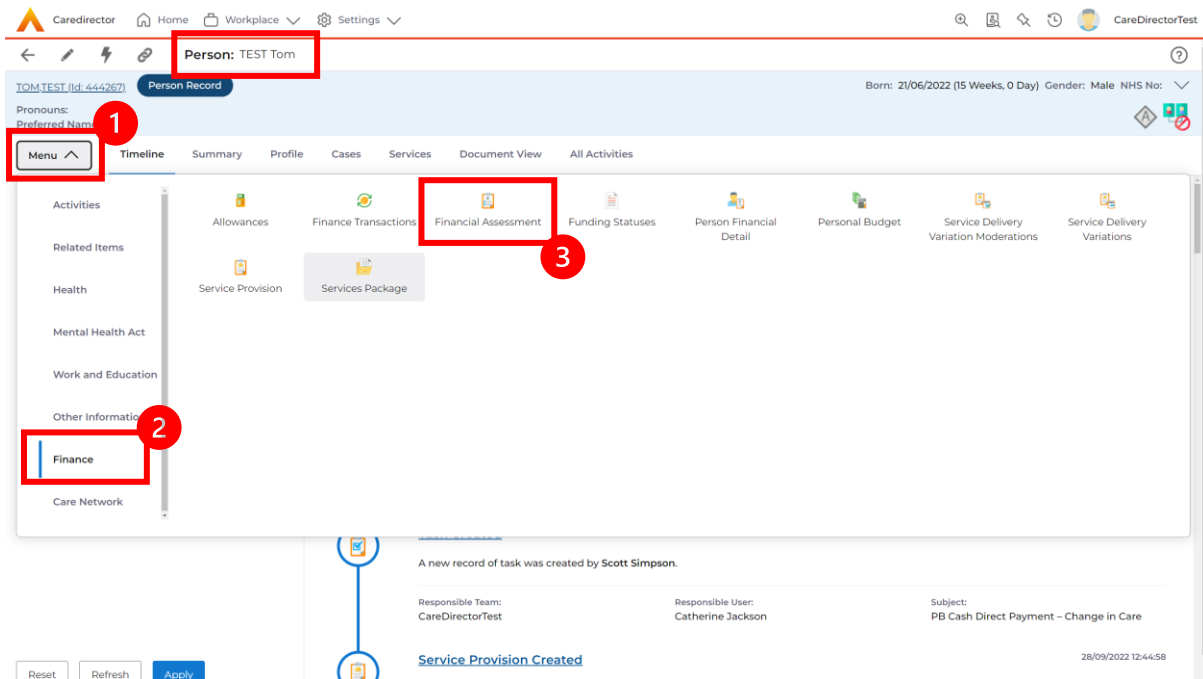 Caredirector Home Workplace Settings CareDirectorTest
Person: TEST Tom
TOM,TEST (Id: 444267) Person Record Born: 21/06/2022 (15 Weeks, 0 Day) Gender: Male NHS No:
Pronouns:
Preferred Nam
1
Menu Timeline Summary Profile Cases Services Document View All Activities
Activities
Related Items
Health
Mental Health Act
Work and Education
Other Informatio
2
Finance
Care Network
Allowances Finance Transactions Financial Assessment Funding Statuses Person Financial Detail Personal Budget Service Delivery Variation Moderations Service Delivery Variations
3
Service Provision Services Package
A new record of task was created by Scott Simpson.
Responsible Team: Responsible User: Subject:
CareDirectorTest Catherine Jackson PB Cash Direct Payment – Change in Care
Service Provision Created 28/09/2022 12:44:58
Reset Refresh Apply